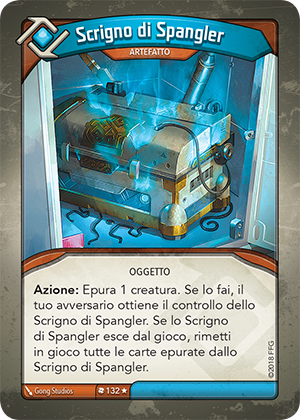 Scrigno di Spangler
ARTEFATTO
OGGETTO
Azione: Epura 1 creatura. Se lo fai, il
tuo avversario ottiene il controllo dello
Scrigno di Spangler. Se lo Scrigno
di Spangler esce dal gioco, rimetti
in gioco tutte le carte epurate dallo
Scrigno di Spangler.
©2018 FFG
Gong Studios
132★